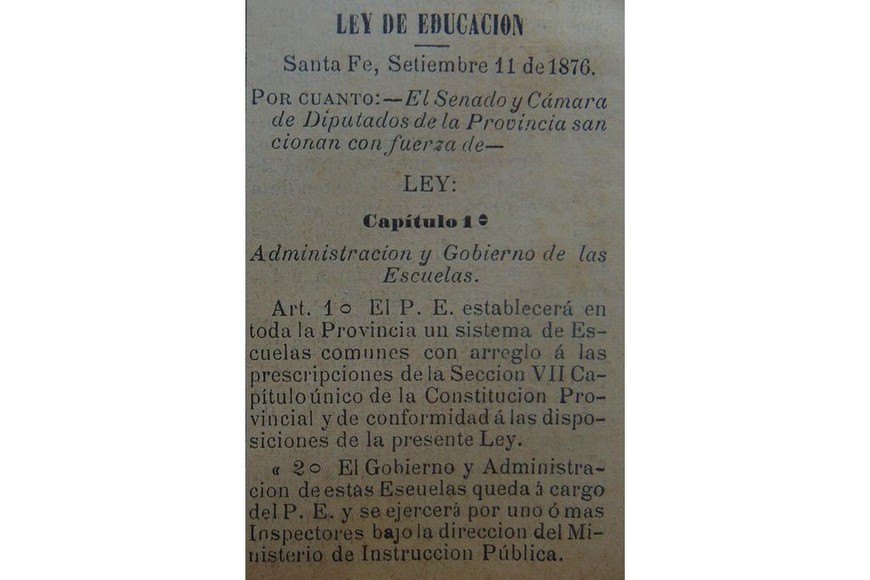 LEY DE EDUCACION
Santa Fe, Setiembre 11 de 1876.
POR CUANTO:—El Senado y Cámara
de Diputados de la Provincia san
cionan con fuerza de—
LEY:
Capítulo 1º
Administracion y Gobierno de las
Escuelas.
Art. 1º El P. E. establecerá en
toda la Provincia un sistema de Es-
cuelas comunes con arreglo á las
prescripciones de la Seccion VII Ca-
pítulo único de la Constitucion Pro-
vincial y de conformidad á las dispo-
siciones de la presente Ley.
« 2º El Gobierno y Administra-
cion de estas Eseuelas queda á cargo
del P. E. y se ejercerá por uno ó mas
Inspectores bajo la direccion del Mi-
nisterio de Instruccion Pública.